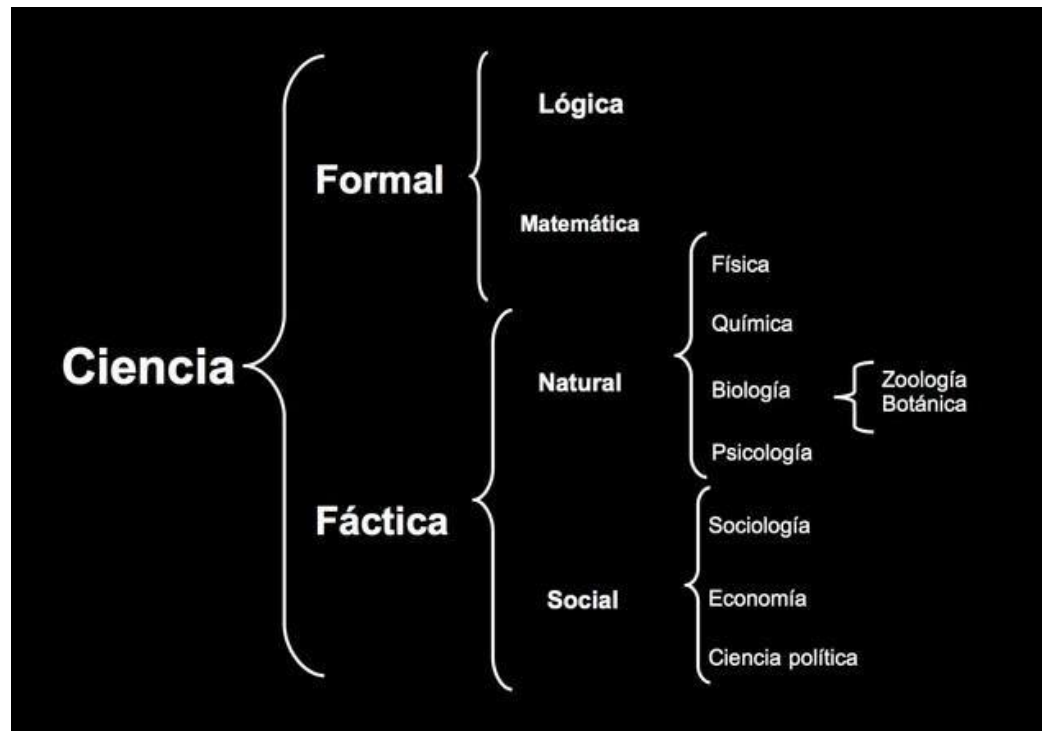 Ciencia
Formal
Lógica
Matemática
Fáctica
Natural
Física
Química
Biología
Zoología
Botánica
Psicología
Social
Sociología
Economía
Ciencia política